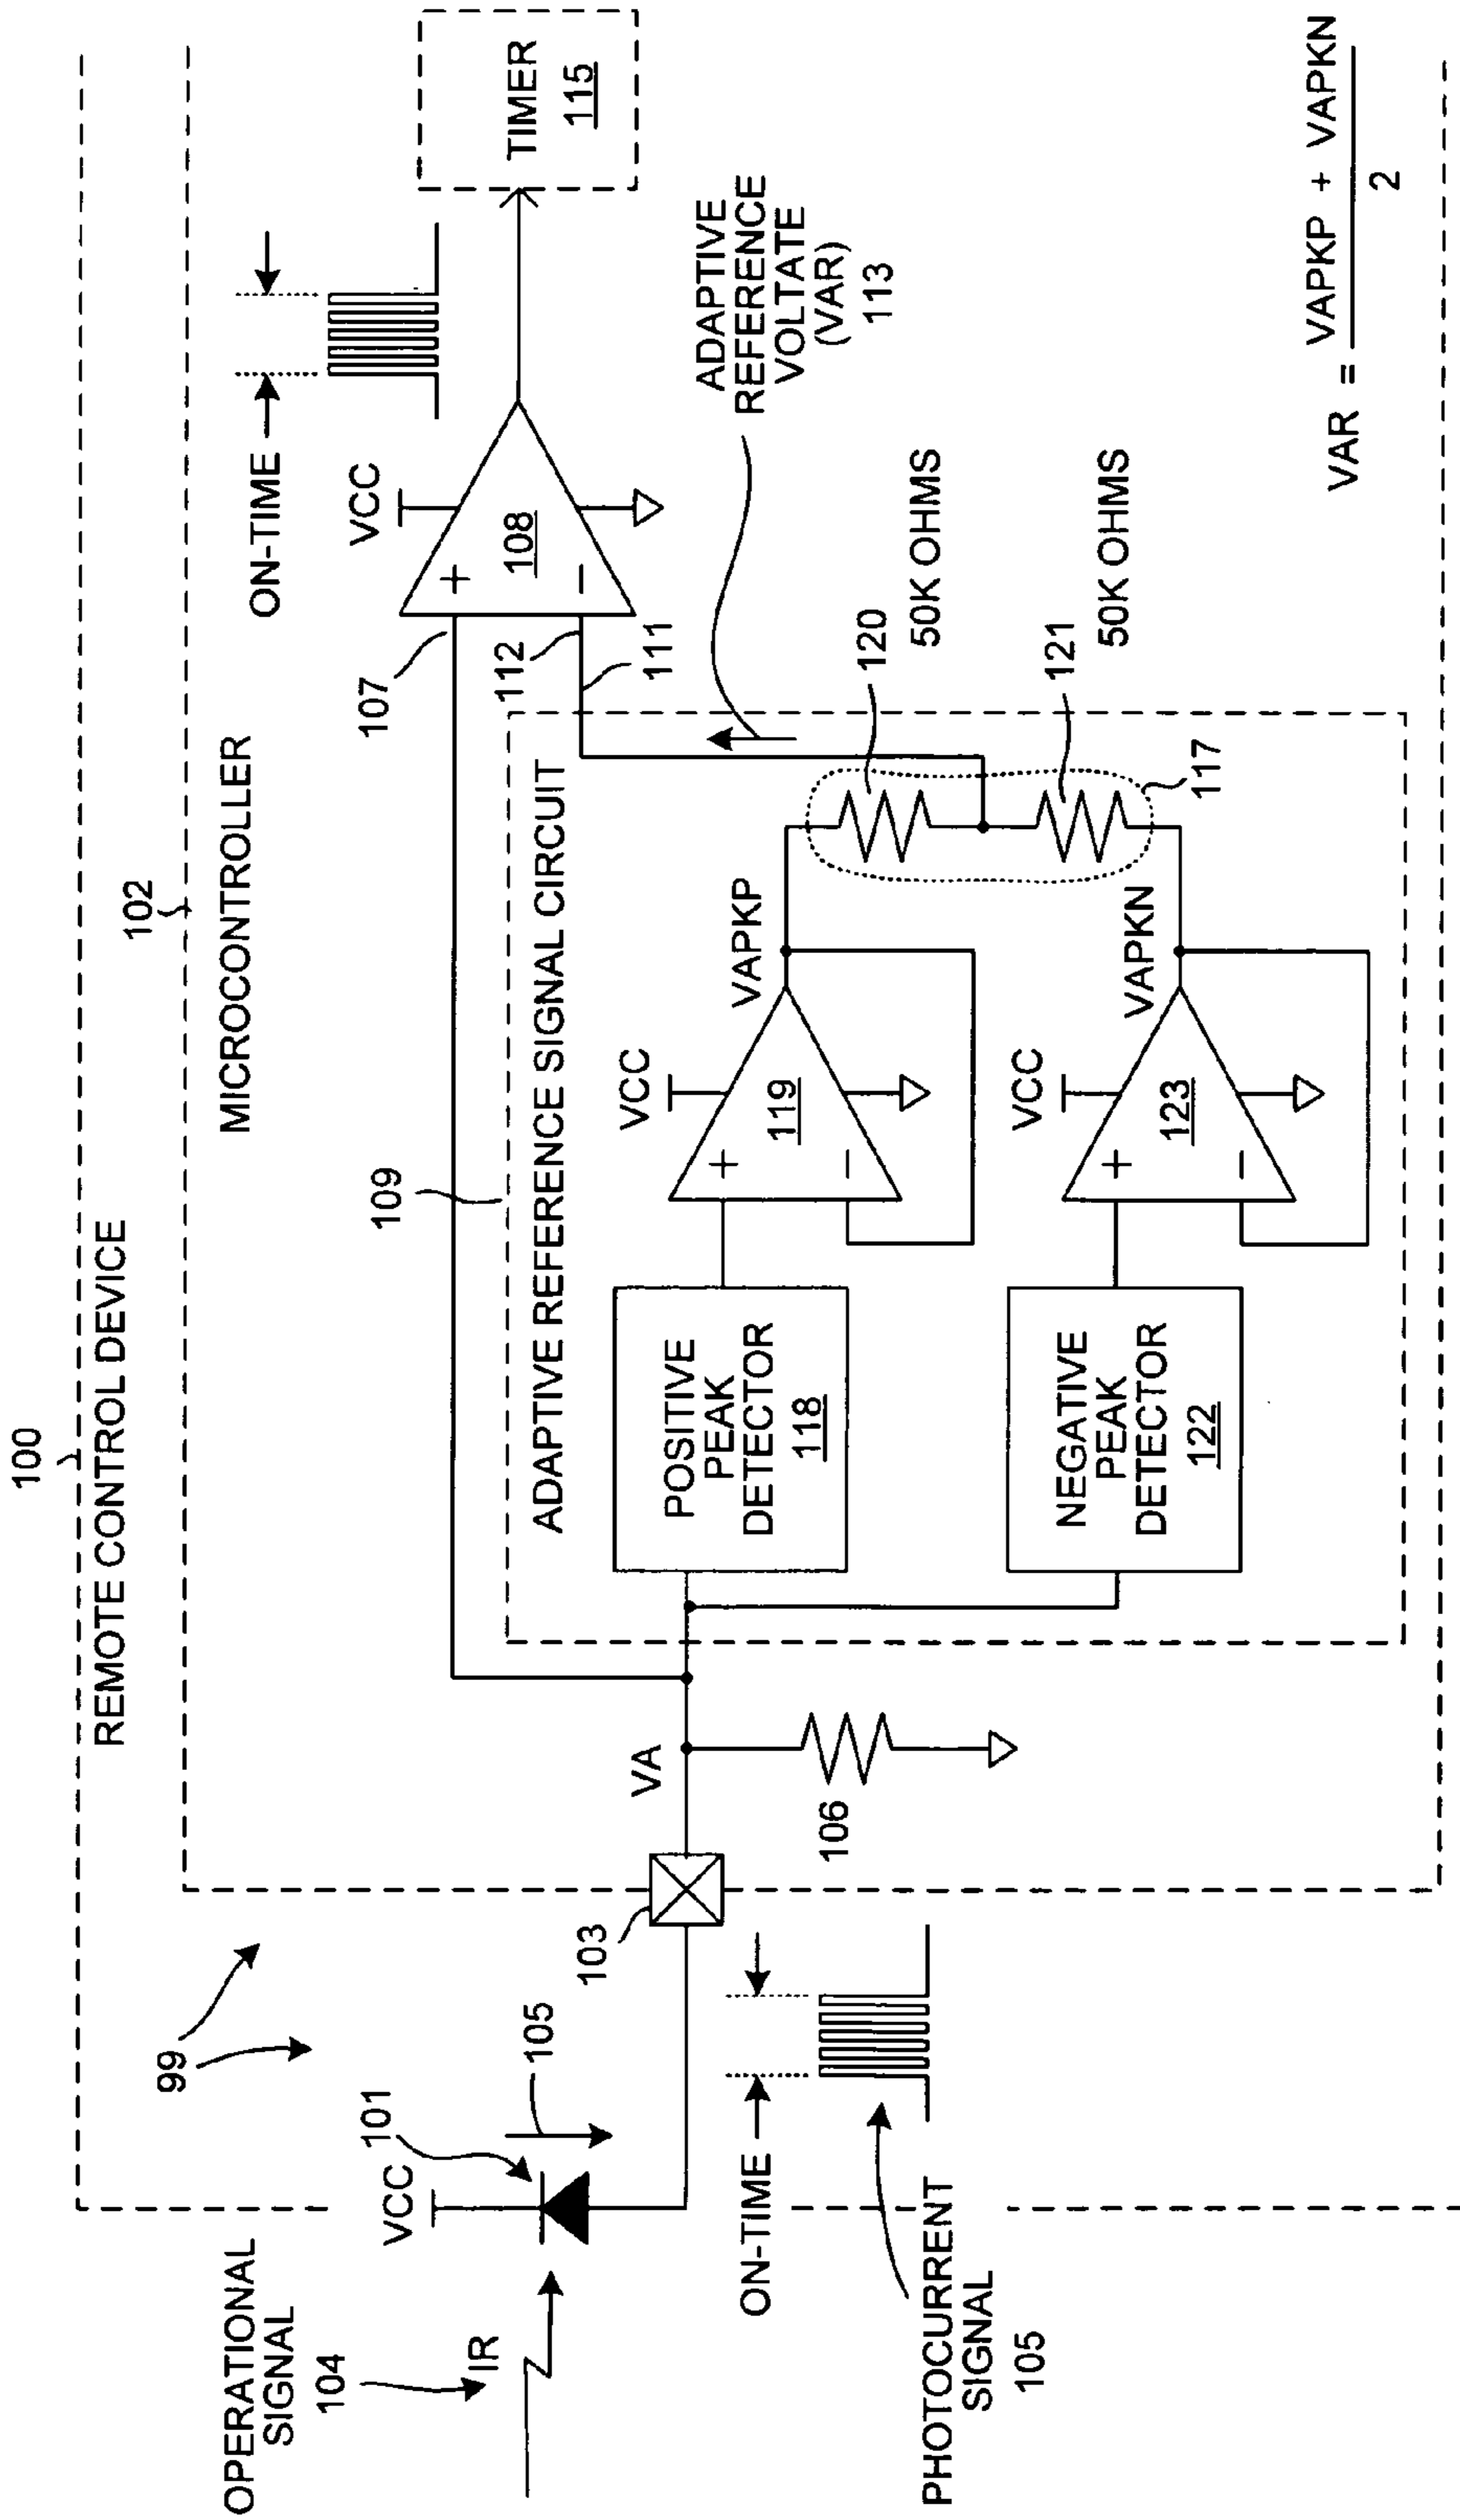 100
REMOTE CONTROL DEVICE
102
MICROCONTROLLER
99
OPERATIONAL
SIGNAL
104
IR
VCC
101
105
ON-TIME
PHOTOCURRENT
SIGNAL
105
103
VA
106
109
ADAPTIVE REFERENCE SIGNAL CIRCUIT
POSITIVE
PEAK
DETECTOR
118
NEGATIVE
PEAK
DETECTOR
122
VCC
+
119
−
VAPKP
VCC
+
123
−
VAPKN
117
120
50K OHMS
121
50K OHMS
107
112
111
VCC
+
108
−
ON-TIME
TIMER
115
ADAPTIVE
REFERENCE
VOLTATE
(VAR)
113
VAR = VAPKP + VAPKN
2